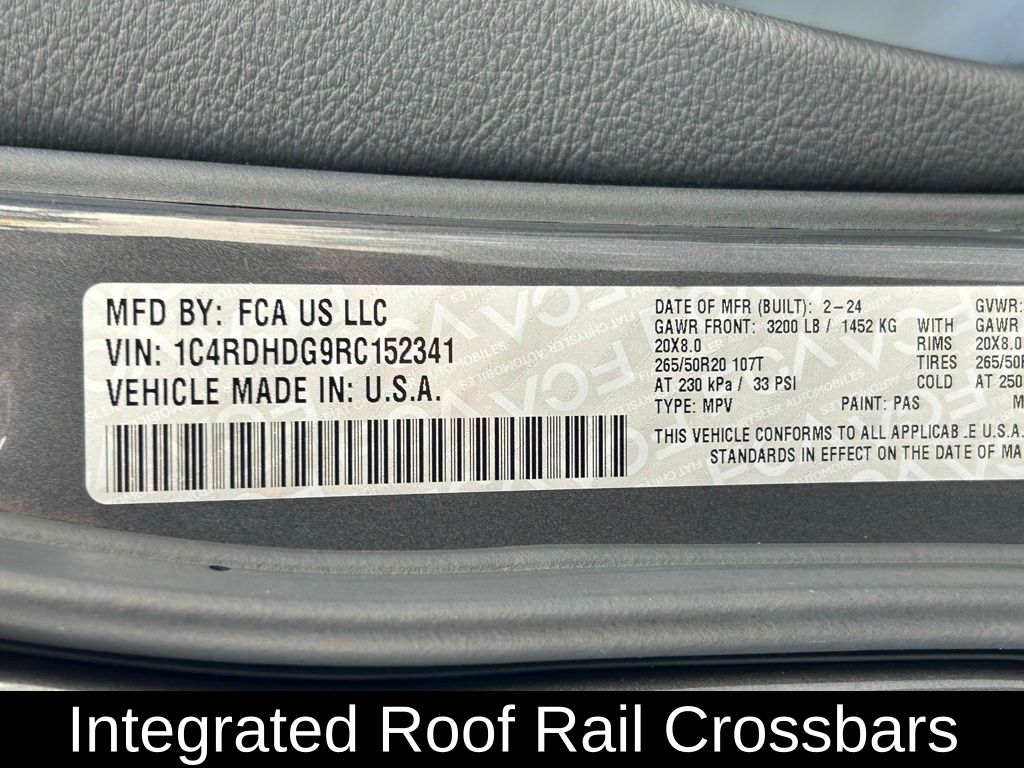 MFD BY: FCA US LLC
VIN: 1C4RDHDG9RC152341
VEHICLE MADE IN: U.S.A.
DATE OF MFR (BUILT): 2-24 GVWR:
GAWR FRONT: 3200 LB / 1452 KG WITH GAWR
20X8.0 RIMS 20X8.0
265/50R20 107T TIRES 265/50R
AT 230 kPa / 33 PSI COLD AT 250
TYPE: MPV PAINT: PAS M
THIS VEHICLE CONFORMS TO ALL APPLICABLE U.S.A.
STANDARDS IN EFFECT ON THE DATE OF MA
Integrated Roof Rail Crossbars